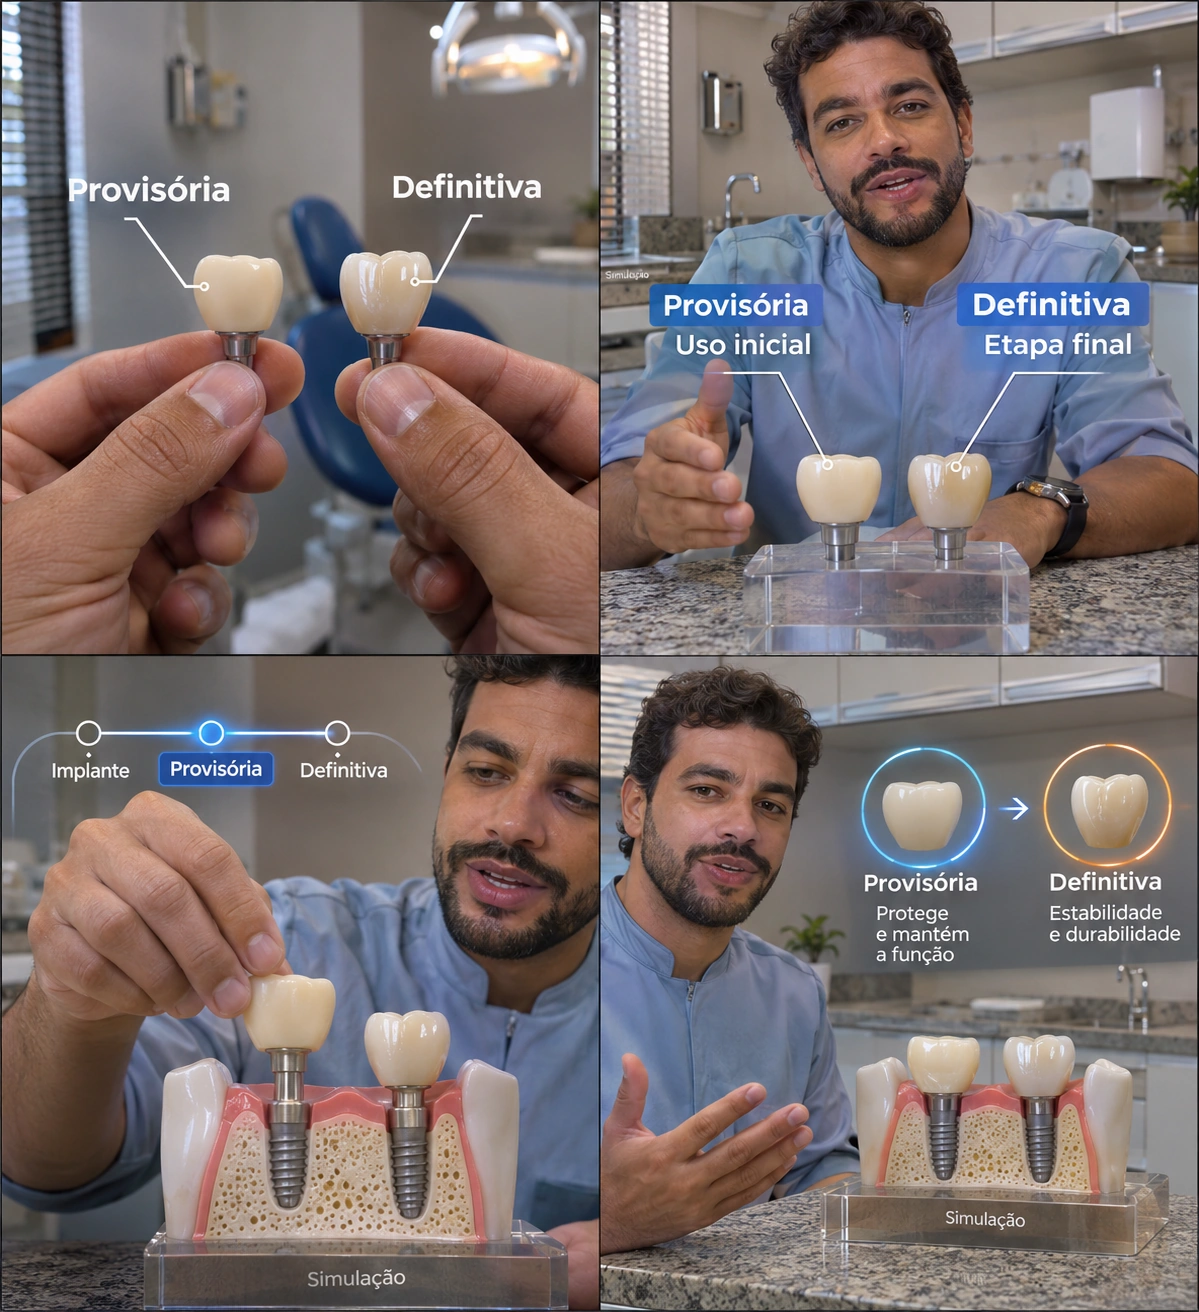 Provisória
Definitiva
Simulação
Provisória
Uso inicial
Definitiva
Etapa final
Implante
Provisória
Definitiva
Simulação
Provisória
Protege
e mantém
a função
Definitiva
Estabilidade
e durabilidade
Simulação